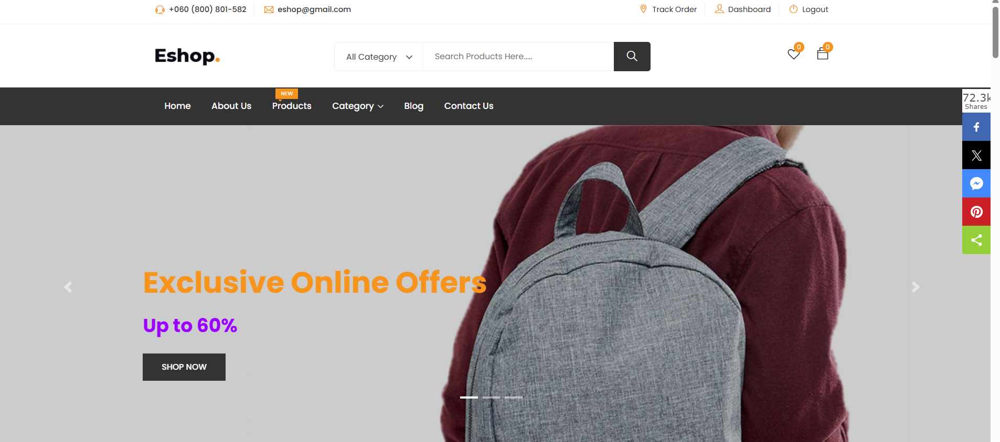 +060 (800) 801-582
eshop@gmail.com
Track Order
Dashboard
Logout
Eshop.
All Category
Search Products Here.....
0
0
NEW
Home
About Us
Products
Category
Blog
Contact Us
72.3k
Shares
Exclusive Online Offers
Up to 60%
SHOP NOW